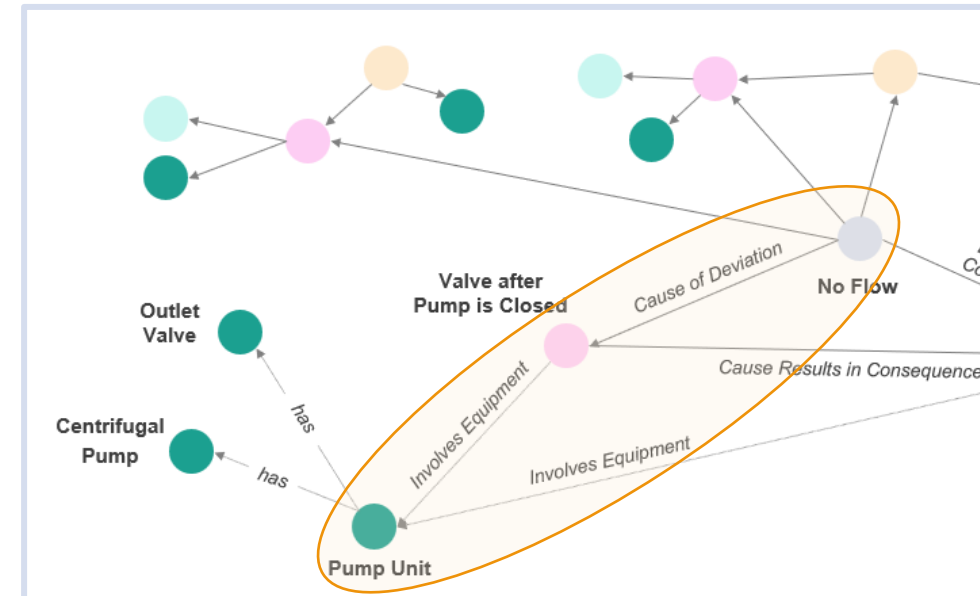 Cause of Deviation
Co
No Flow
Valve after
Pump is Closed
Outlet
Valve
Cause Results in Consequence
Involves Equipment
has
Centrifugal
Pump
has
Involves Equipment
Pump Unit